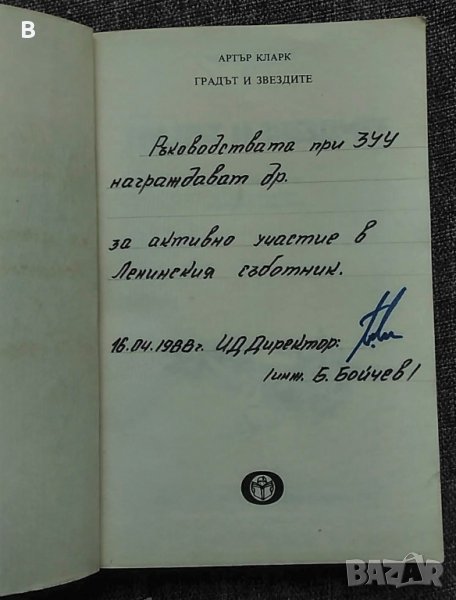 B
АРТЪР КЛАРК
ГРАДЪТ И ЗВЕЗДИТЕ
Ръководствата при ЗУУ
награждават др.
за активно участие в
Ленинския съботник.
16.04.1988г. ИД Директор:
/инж. Б. Бойчев/
BAZAR